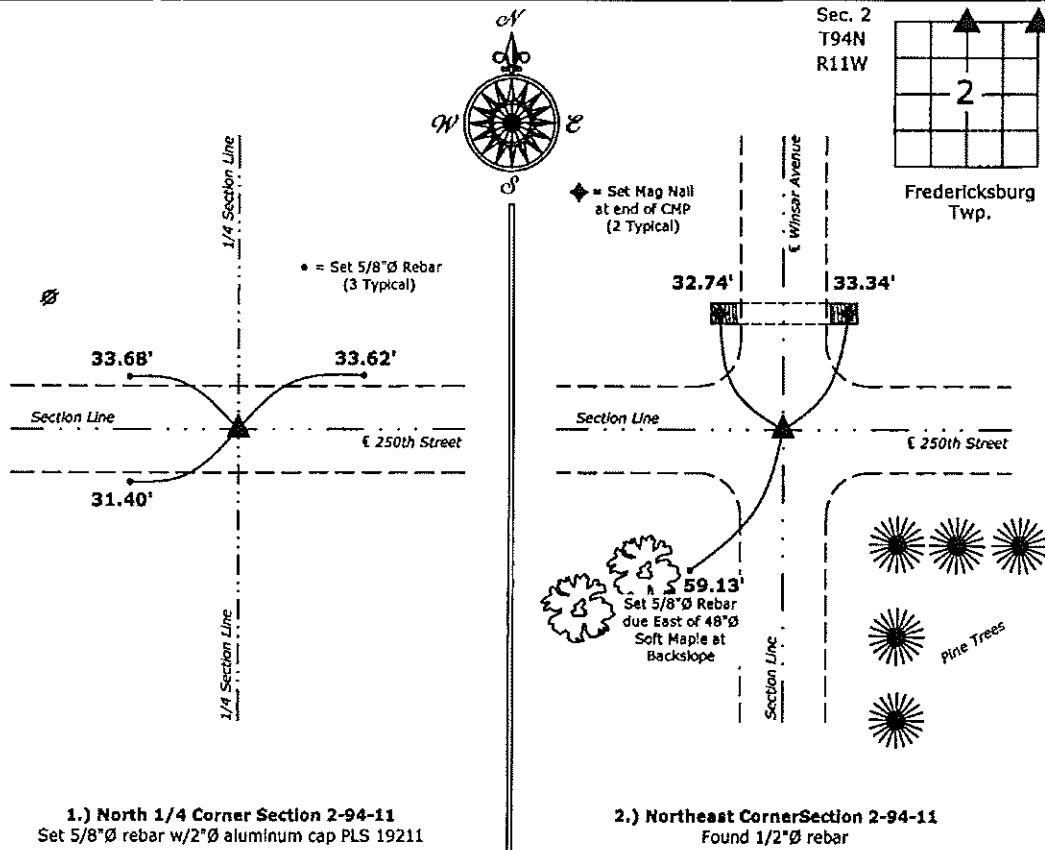 Sec. 2
T94N
R11W
2
Fredericksburg
Twp.
N
W
E
S
1/4 Section Line
• = Set 5/8"Ø Rebar
(3 Typical)
Ø
33.68'
33.62'
Section Line
℄ 250th Street
31.40'
1/4 Section Line
1.) North 1/4 Corner Section 2-94-11
Set 5/8"Ø rebar w/2"Ø aluminum cap PLS 19211
= Set Mag Nail
at end of CMP
(2 Typical)
℄ Winsar Avenue
32.74'
33.34'
Section Line
℄ 250th Street
59.13'
Set 5/8"Ø Rebar
due East of 48"Ø
Soft Maple at
Backslope
Section Line
Pine Trees
2.) Northeast CornerSection 2-94-11
Found 1/2"Ø rebar